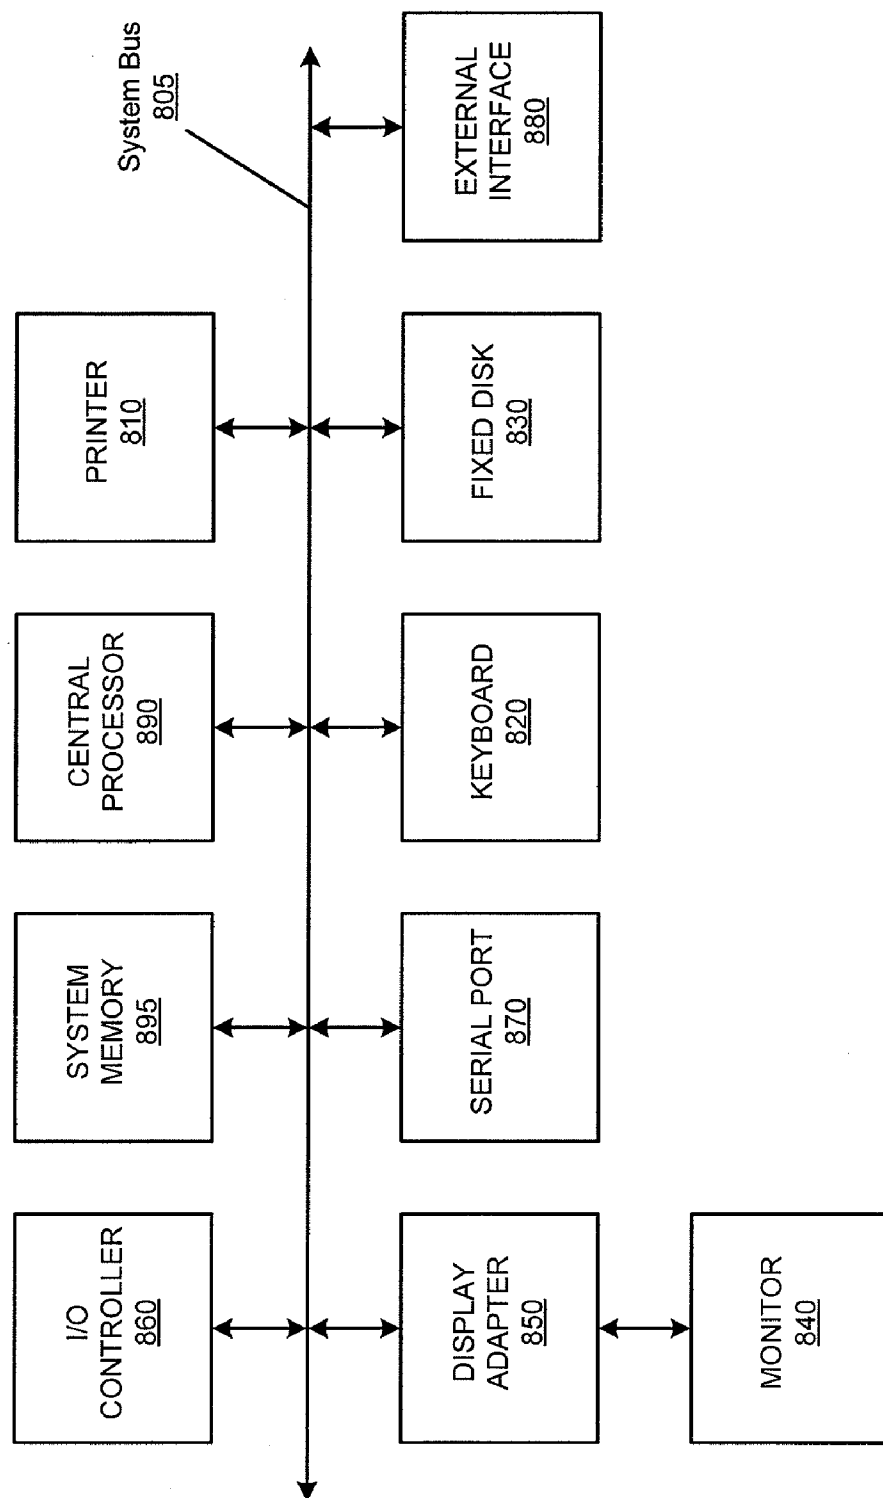 I/O
CONTROLLER
860
SYSTEM
MEMORY
895
CENTRAL
PROCESSOR
890
PRINTER
810
System Bus
805
DISPLAY
ADAPTER
850
SERIAL PORT
870
KEYBOARD
820
FIXED DISK
830
EXTERNAL
INTERFACE
880
MONITOR
840